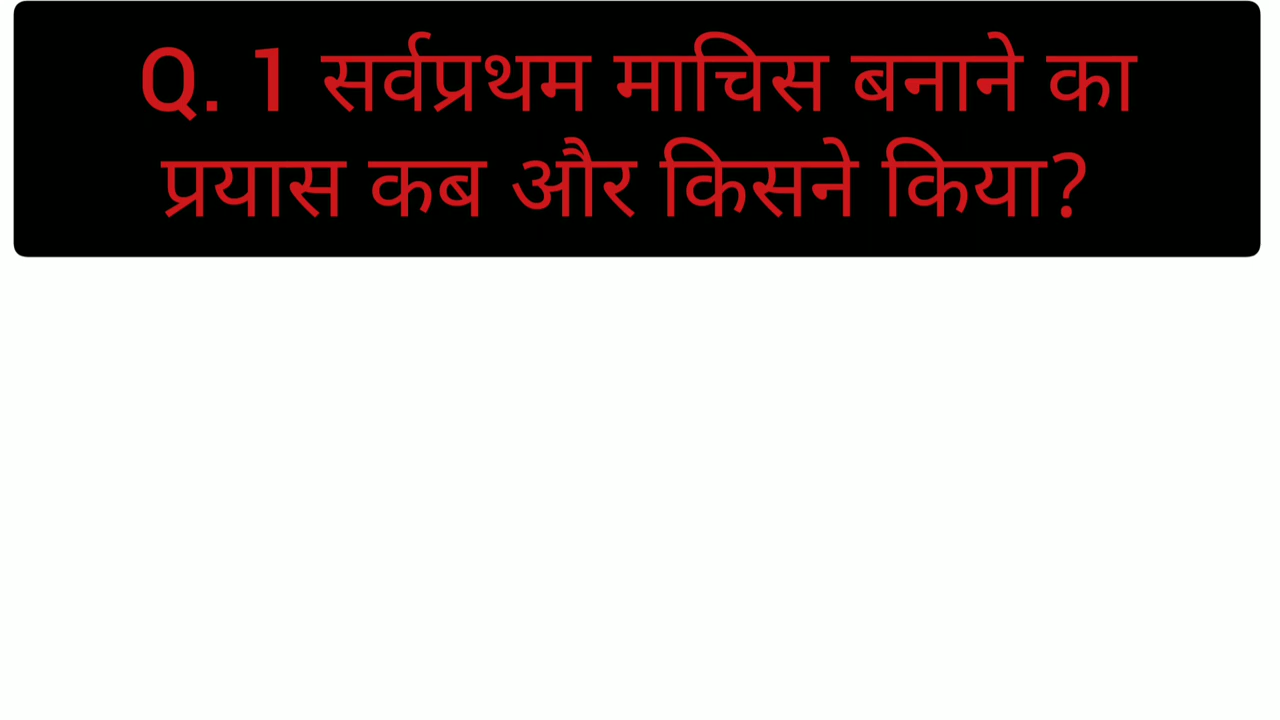 Q. 1 सर्वप्रथम माचिस बनाने का
प्रयास कब और किसने किया?